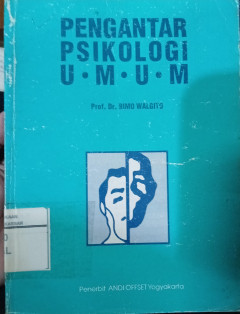 PENGANTAR
PSIKOLOGI
U•M•U•M
Prof. Dr. BIMO WALGITO
Penerbit ANDI OFFSET Yogyakarta